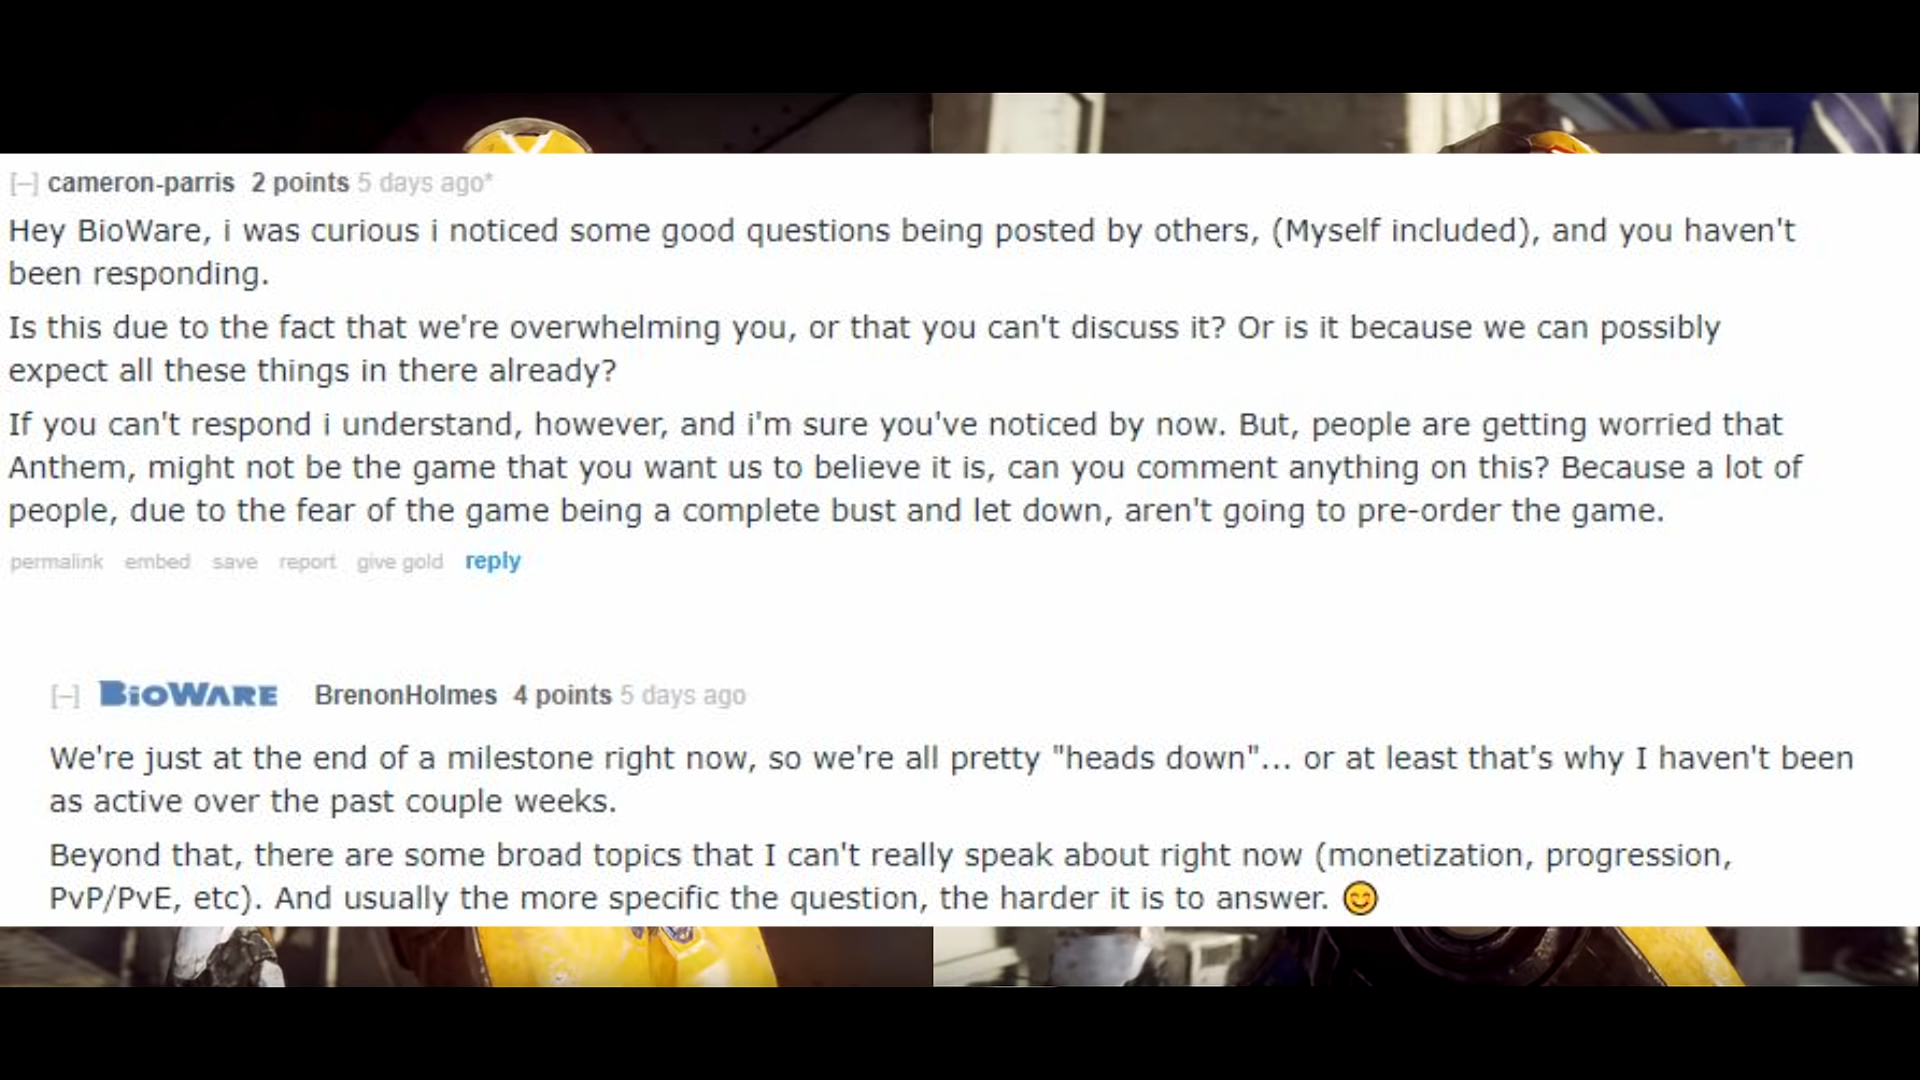 [–] cameron-parris 2 points 5 days ago*
Hey BioWare, i was curious i noticed some good questions being posted by others, (Myself included), and you haven't
been responding.
Is this due to the fact that we're overwhelming you, or that you can't discuss it? Or is it because we can possibly
expect all these things in there already?
If you can't respond i understand, however, and i'm sure you've noticed by now. But, people are getting worried that
Anthem, might not be the game that you want us to believe it is, can you comment anything on this? Because a lot of
people, due to the fear of the game being a complete bust and let down, aren't going to pre-order the game.
permalink embed save report give gold reply
[–] BIOWARE BrenonHolmes 4 points 5 days ago
We're just at the end of a milestone right now, so we're all pretty "heads down"... or at least that's why I haven't been
as active over the past couple weeks.
Beyond that, there are some broad topics that I can't really speak about right now (monetization, progression,
PvP/PvE, etc). And usually the more specific the question, the harder it is to answer. 😊